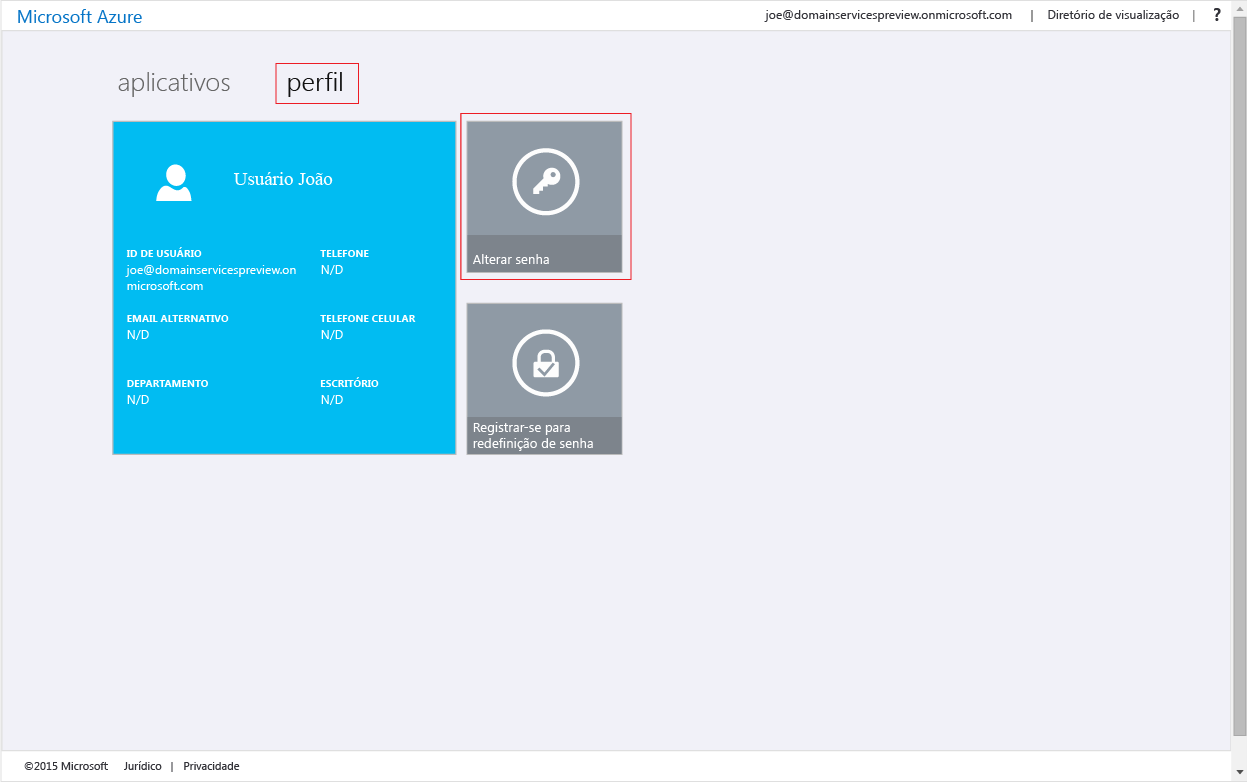 Microsoft Azure
joe@domainservicespreview.onmicrosoft.com | Diretório de visualização | ?
aplicativos perfil
Usuário João
ID DE USUÁRIO
joe@domainservicespreview.on
microsoft.com
TELEFONE
N/D
EMAIL ALTERNATIVO
N/D
TELEFONE CELULAR
N/D
DEPARTAMENTO
N/D
ESCRITÓRIO
N/D
Alterar senha
Registrar-se para
redefinição de senha
©2015 Microsoft Jurídico | Privacidade